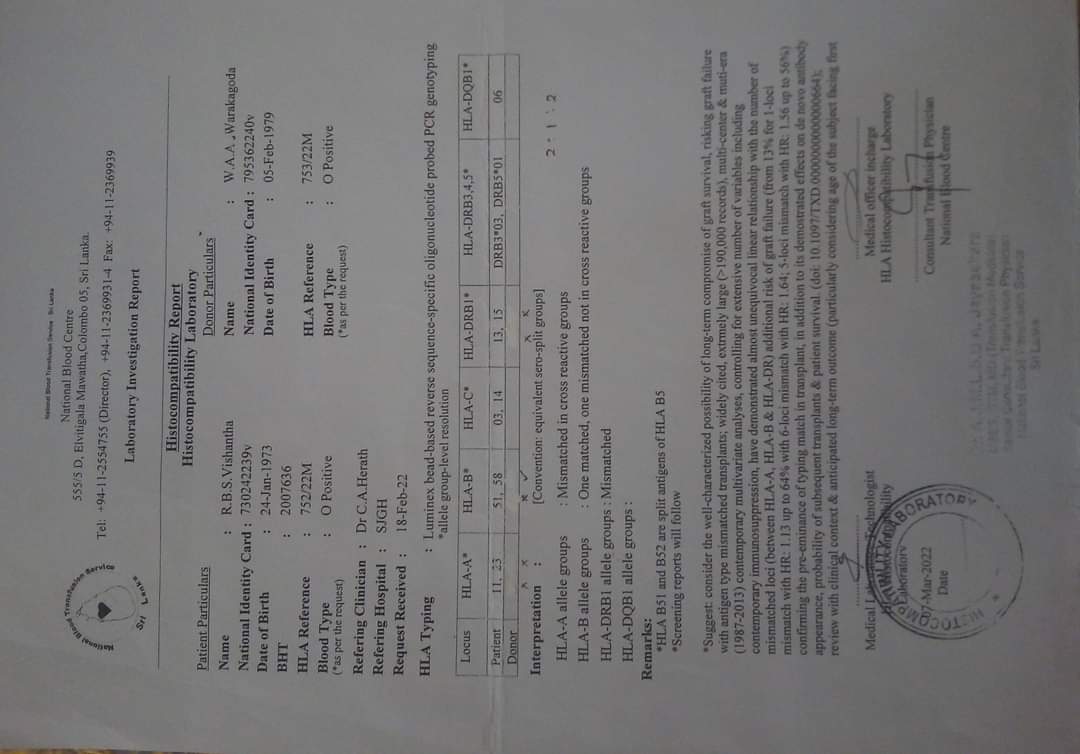 National Blood Transfusion Service Sri Lanka
National Blood Transfusion Service
Sri Lanka
National Blood Centre
555/5 D, Elvitigala Mawatha,Colombo 05, Sri Lanka.
Tel: +94-11-2554755 (Director), +94-11-2369931-4 Fax: +94-11-2369939
Laboratory Investigation Report
Histocompatibility Report
Histocompatibility Laboratory
Patient Particulars Donor Particulars
Name : R.B.S.Vishantha Name : W.A.A .Warakagoda
National Identity Card : 730242239v National Identity Card : 795362240v
Date of Birth : 24-Jan-1973 Date of Birth : 05-Feb-1979
BHT : 2007636
HLA Reference : 752/22M HLA Reference : 753/22M
Blood Type : O Positive Blood Type : O Positive
(*as per the request) (*as per the request)
Referring Clinician : Dr C.A.Herath
Refering Hospital : SJGH
Request Received : 18-Feb-22
HLA Typing : Luminex bead-based reverse sequence-specific oligonucleotide probed PCR genotyping
*allele group-level resolution
Locus HLA-A* HLA-B* HLA-C* HLA-DRB1* HLA-DRB3,4,5* HLA-DQB1*
Patient 11, 23 51, 58 03, 14 13, 15 DRB3*03, DRB5*01 06
Donor
Interpretation : [Convention: equivalent sero-split groups]
HLA-A allele groups : Mismatched in cross reactive groups 2 : 1 : 2
HLA-B allele groups : One matched, one mismatched not in cross reactive groups
HLA-DRB1 allele groups : Mismatched
HLA-DQB1 allele groups :
Remarks:
*HLA B51 and B52 are split antigens of HLA B5
*Screening reports will follow
*Suggest: consider the well-characterized possibility of long-term compromise of graft survival, risking graft failure
with antigen type mismatched transplants; widely cited, extrmely large (>190,000 records), multi-center & muti-era
(1987-2013) contemporary multivariate analyses, controlling for extensive number of variables including
contemporary immunosuppression, have demonstrated almost unequivocal linear relationship with the number of
mismatched loci (between HLA-A, HLA-B & HLA-DR) additional risk of graft failure (from 13% for 1-loci
mismatch with HR: 1.13 up to 64% with 6-loci mismatch with HR: 1.64; 5-loci mismatch with HR: 1.56 up to 56%)
confirming the pre-eminance of typing match in transplant, in addition to its demostrated effects on de novo antibody
appearance, probability of subsequent transplants & patient survival. (doi: 10.1097/TXD.0000000000000664);
review with clinical context & anticipated long-term outcome (particularly considering age of the subject facing first
Medical Laboratory Technologist Medical officer incharge
Histocompatibility HLA Histocompatibility Laboratory
Laboratory
07-Mar-2022 Consultant Transfusion Physician
Date National Blood Centre
Sri Lanka